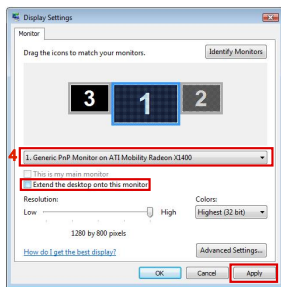 Display Settings
Monitor
Drag the icons to match your monitors.
Identify Monitors
3
1
2
4
1. Generic PnP Monitor on ATI Mobility Radeon X1400
This is my main monitor
Extend the desktop onto this monitor
Resolution:
Colors:
Low
High
Highest (32 bit)
1280 by 800 pixels
How do I get the best display?
Advanced Settings...
OK
Cancel
Apply